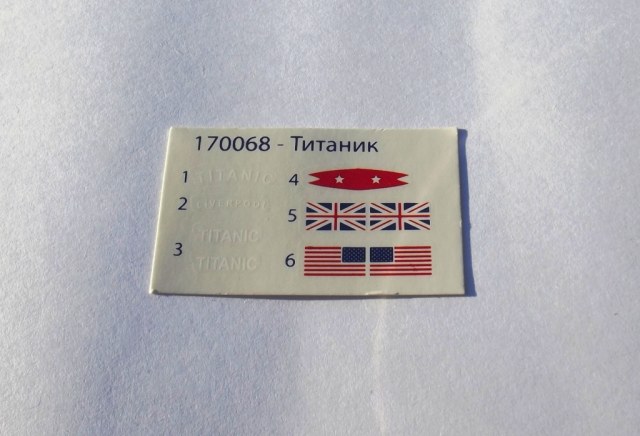 170068 - Титаник
1 TITANIC
2 LIVERPOOL
3 TITANIC
TITANIC
4
5
6